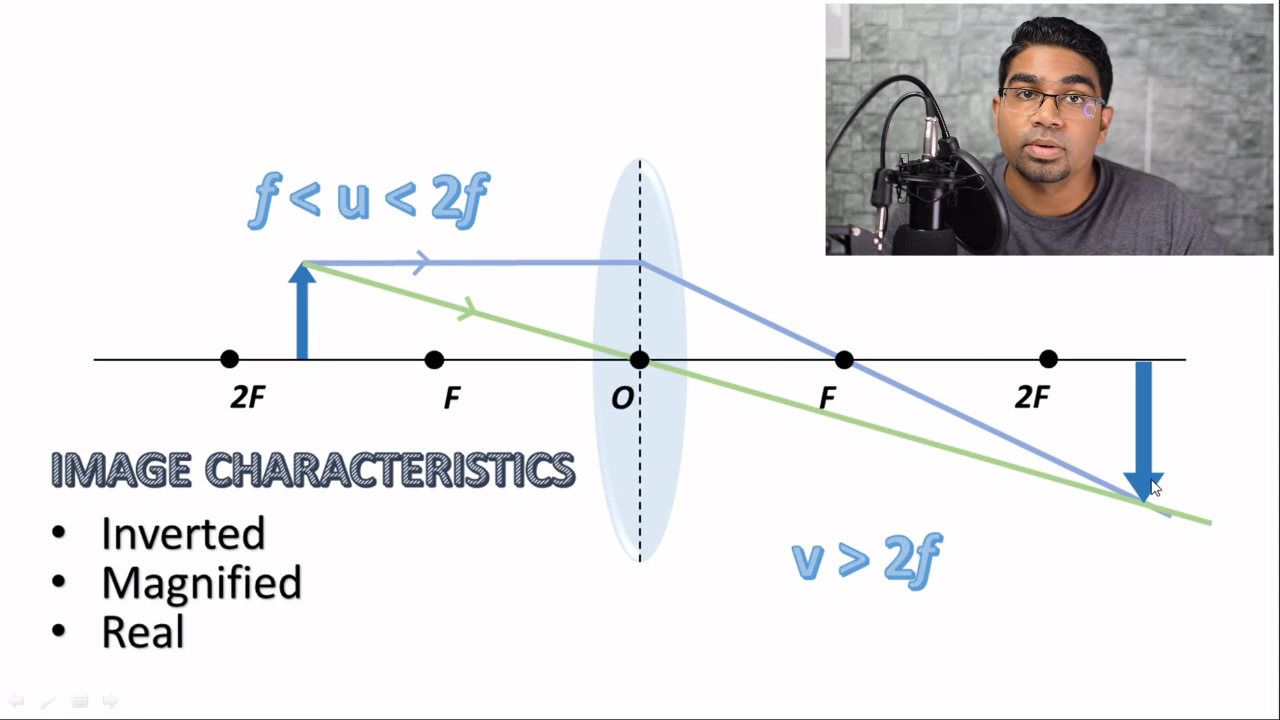 f < u < 2f
2F
F
O
F
2F
IMAGE CHARACTERISTICS
• Inverted
• Magnified
• Real
v > 2f